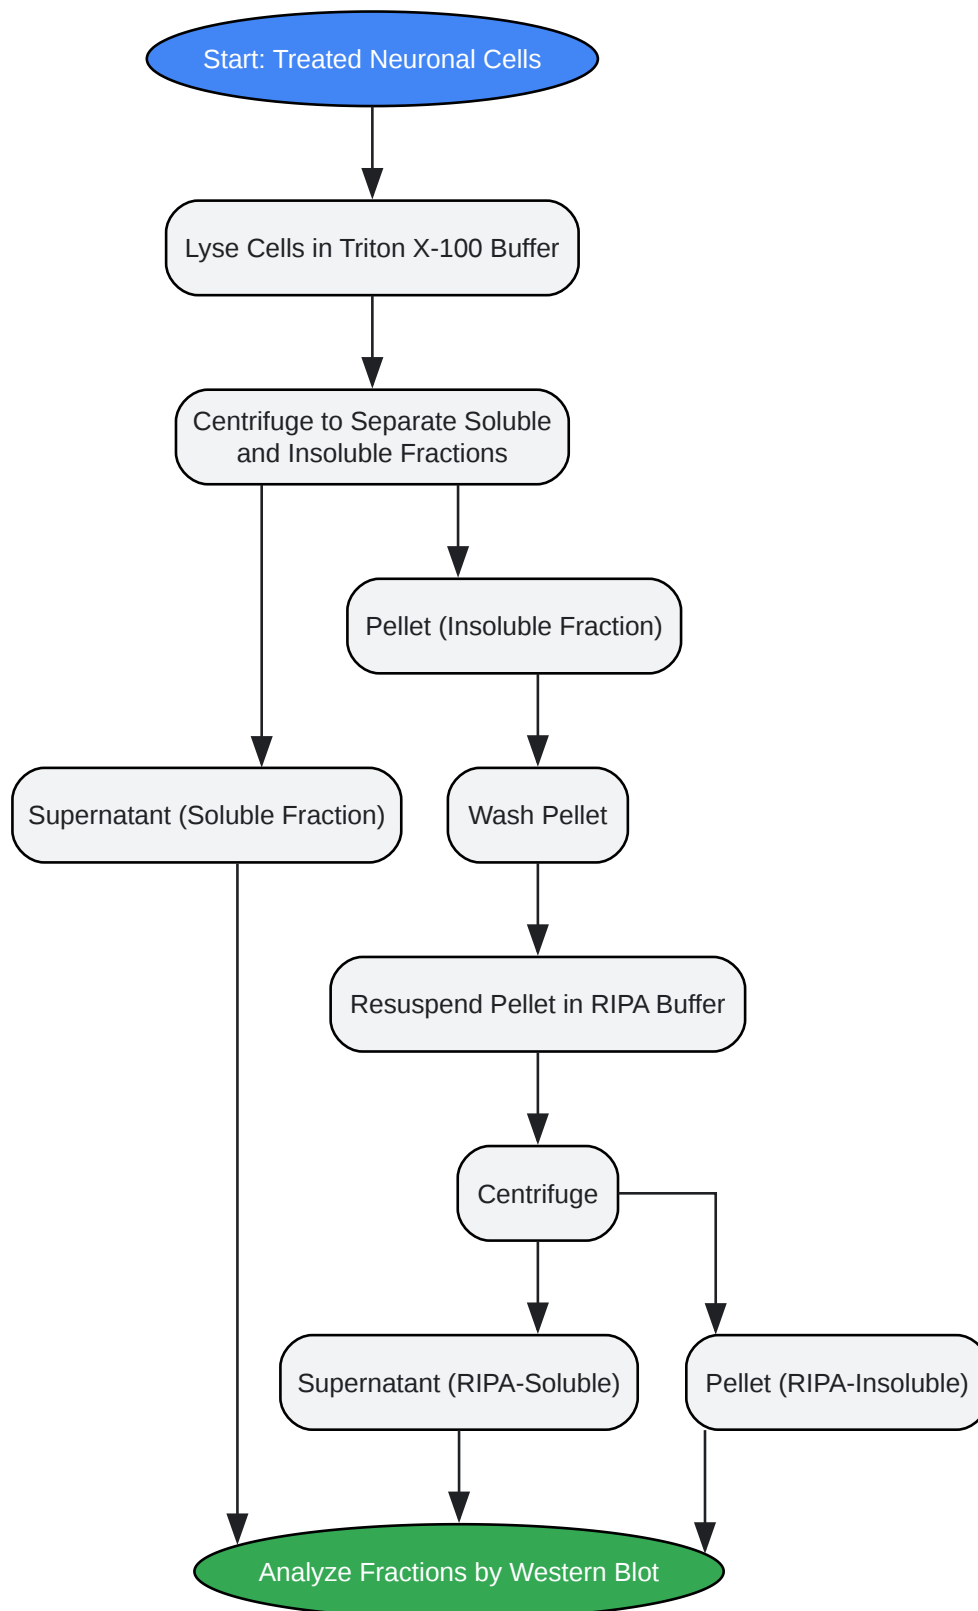 Start: Treated Neuronal Cells
Lyse Cells in Triton X-100 Buffer
Centrifuge to Separate Soluble
and Insoluble Fractions
Pellet (Insoluble Fraction)
Supernatant (Soluble Fraction)
Wash Pellet
Resuspend Pellet in RIPA Buffer
Centrifuge
Supernatant (RIPA-Soluble)
Pellet (RIPA-Insoluble)
Analyze Fractions by Western Blot